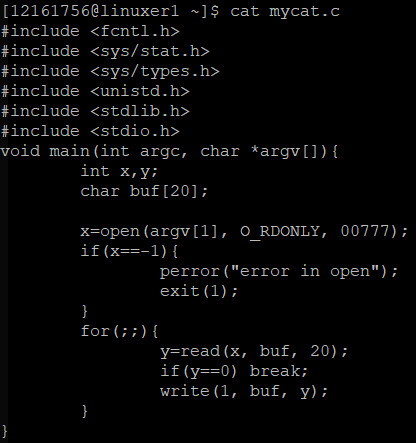 [12161756@linuxer1 ~]$ cat mycat.c
#include <fcntl.h>
#include <sys/stat.h>
#include <sys/types.h>
#include <unistd.h>
#include <stdlib.h>
#include <stdio.h>
void main(int argc, char *argv[]){
        int x,y;
        char buf[20];

        x=open(argv[1], O_RDONLY, 00777);
        if(x==-1){
                perror("error in open");
                exit(1);
        }
        for(;;){
                y=read(x, buf, 20);
                if(y==0) break;
                write(1, buf, y);
        }
}